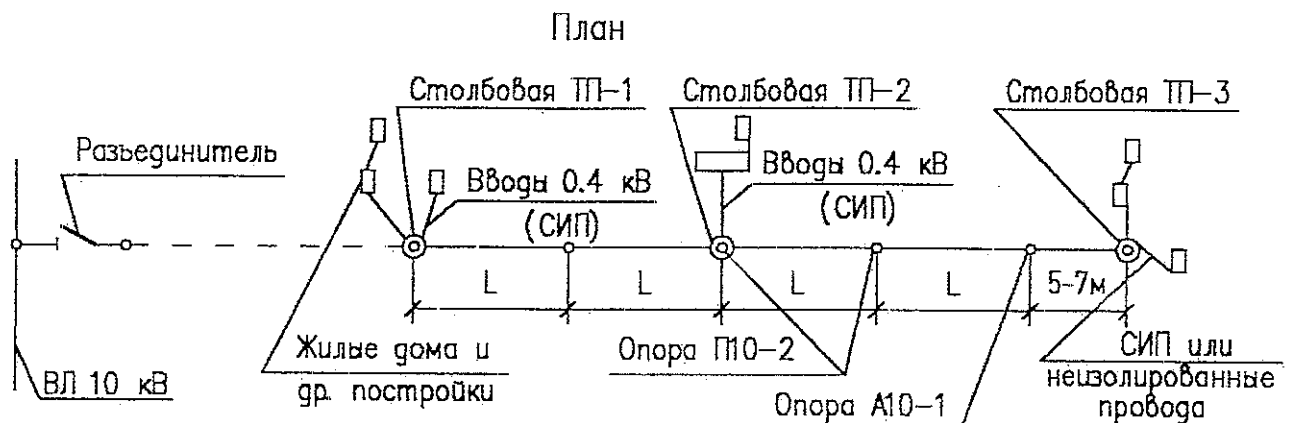 План
Столбовая ТП-1
Столбовая ТП-2
Столбовая ТП-3
Разъединитель
Вводы 0.4 кВ
(СИП)
Вводы 0.4 кВ
(СИП)
L
L
L
L
5-7м
Жилые дома и
др. постройки
Опора П10-2
СИП или
неизолированные
провода
ВЛ 10 кВ
Опора А10-1